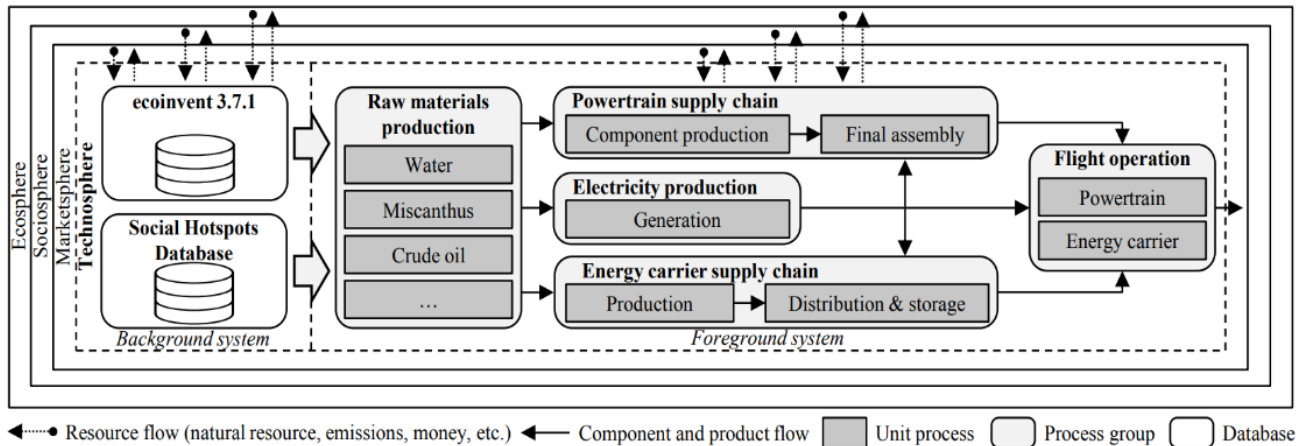 Ecosphere
Sociosphere
Marketsphere
Technosphere
ecoinvent 3.7.1
Social Hotspots
Database
Background system
Raw materials
production
Water
Miscanthus
Crude oil
…
Powertrain supply chain
Component production
Final assembly
Electricity production
Generation
Energy carrier supply chain
Production
Distribution & storage
Flight operation
Powertrain
Energy carrier
Foreground system
Resource flow (natural resource, emissions, money, etc.)
Component and product flow
Unit process
Process group
Database